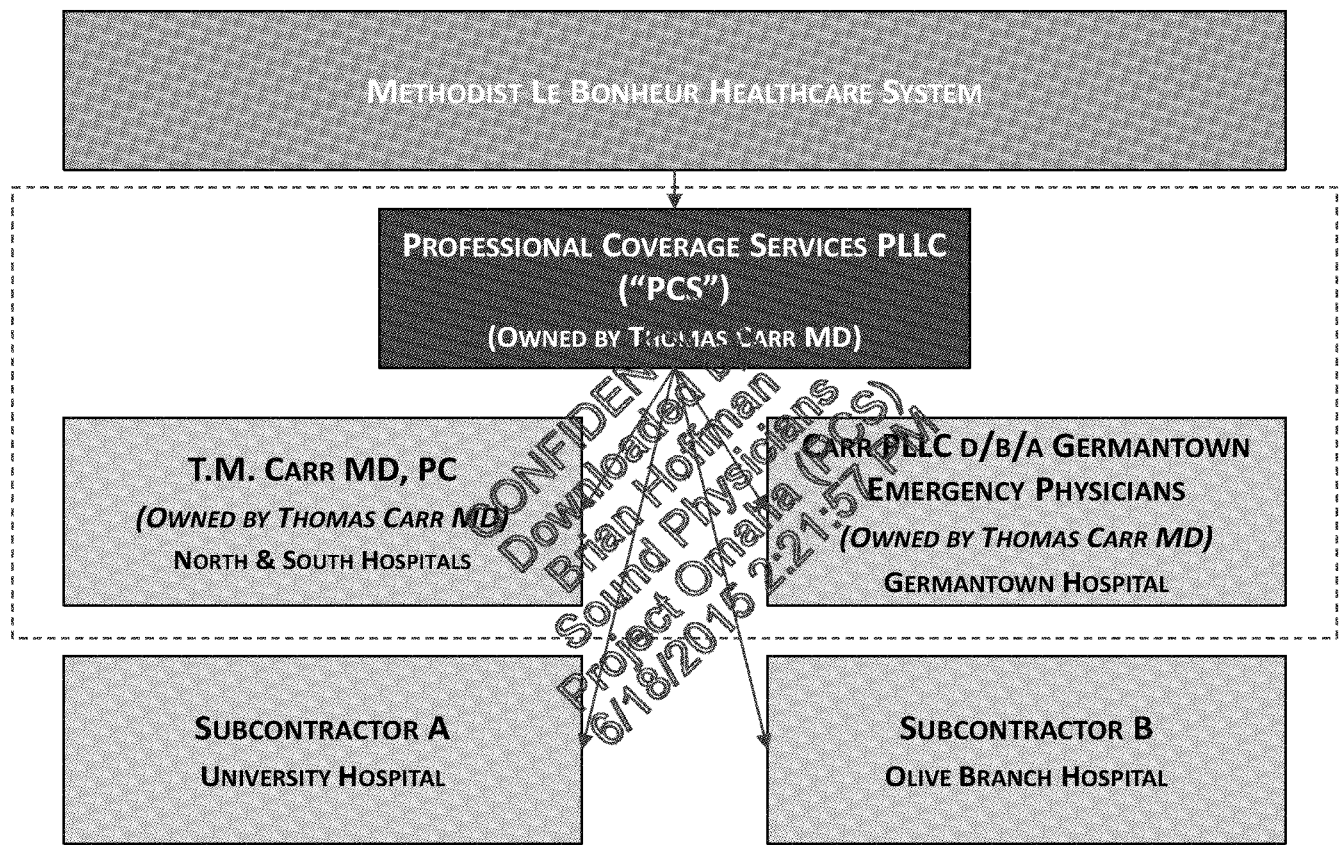 METHODIST LE BONHEUR HEALTHCARE SYSTEM
PROFESSIONAL COVERAGE SERVICES PLLC
(“PCS”)
(OWNED BY THOMAS CARR MD)
T.M. CARR MD, PC
(OWNED BY THOMAS CARR MD)
NORTH & SOUTH HOSPITALS
CARR PLLC D/B/A GERMANTOWN
EMERGENCY PHYSICIANS
(OWNED BY THOMAS CARR MD)
GERMANTOWN HOSPITAL
SUBCONTRACTOR A
UNIVERSITY HOSPITAL
SUBCONTRACTOR B
OLIVE BRANCH HOSPITAL
Downloaded
Brian Hoffman
Sound Physicians
Project Omaha (PCS)
6/18/2015 2:21:57 PM